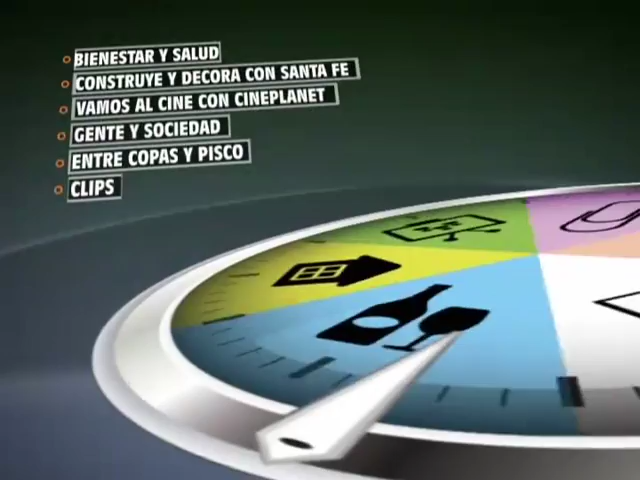 BIENESTAR Y SALUD
CONSTRUYE Y DECORA CON SANTA FE
VAMOS AL CINE CON CINEPLANET
GENTE Y SOCIEDAD
ENTRE COPAS Y PISCO
CLIPS